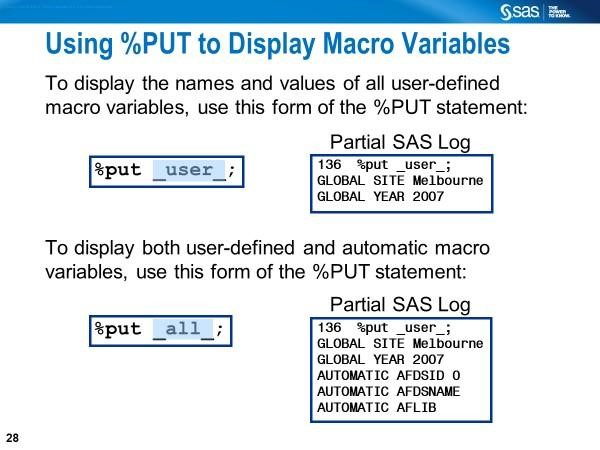 sas
THE
POWER
TO KNOW.
Using %PUT to Display Macro Variables
To display the names and values of all user-defined
macro variables, use this form of the %PUT statement:
Partial SAS Log
%put _user_;
136  %put _user_;
GLOBAL SITE Melbourne
GLOBAL YEAR 2007
To display both user-defined and automatic macro
variables, use this form of the %PUT statement:
Partial SAS Log
%put _all_;
136  %put _user_;
GLOBAL SITE Melbourne
GLOBAL YEAR 2007
AUTOMATIC AFDSID 0
AUTOMATIC AFDSNAME
AUTOMATIC AFLIB
28